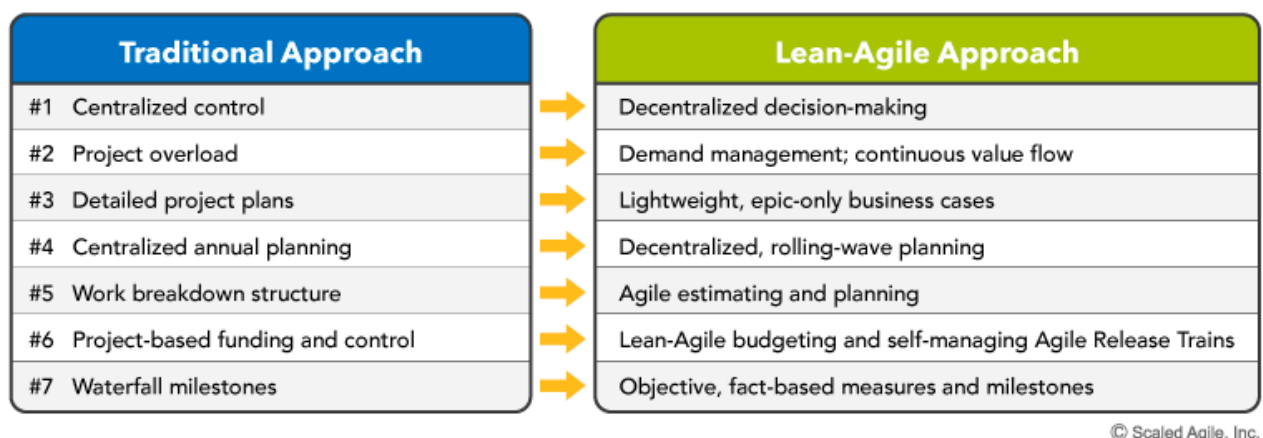 Traditional Approach
Lean-Agile Approach
#1 Centralized control
Decentralized decision-making
#2 Project overload
Demand management; continuous value flow
#3 Detailed project plans
Lightweight, epic-only business cases
#4 Centralized annual planning
Decentralized, rolling-wave planning
#5 Work breakdown structure
Agile estimating and planning
#6 Project-based funding and control
Lean-Agile budgeting and self-managing Agile Release Trains
#7 Waterfall milestones
Objective, fact-based measures and milestones
© Scaled Agile, Inc.